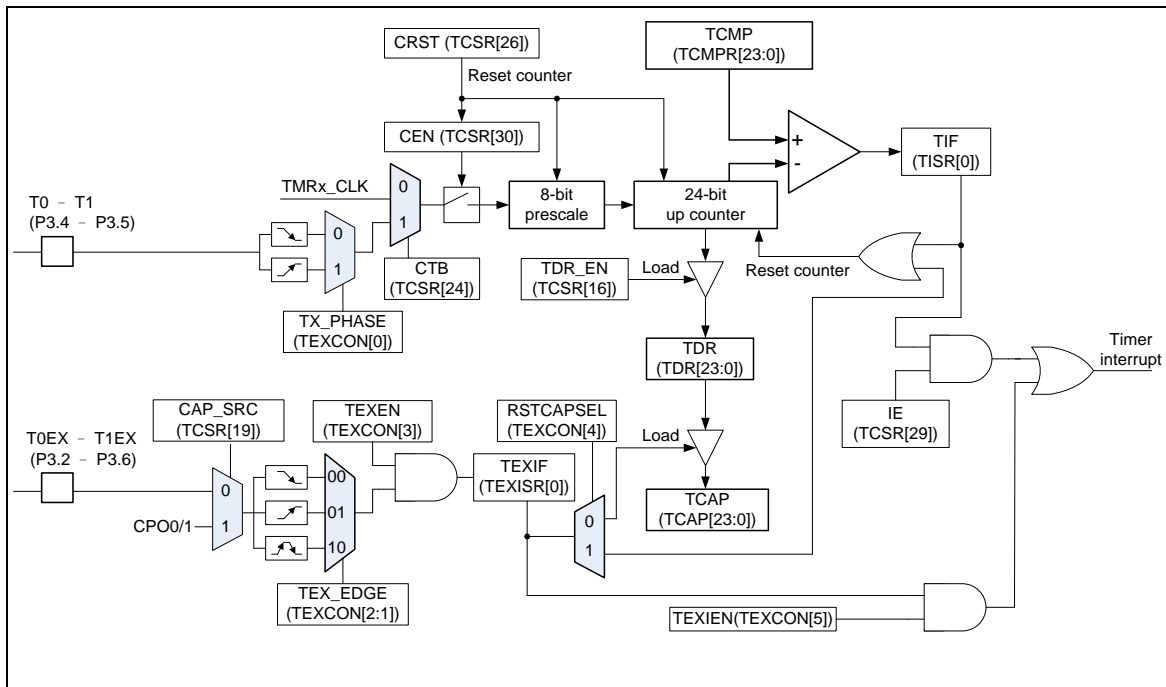 CRST (TCSR[26])
Reset counter
TCMP
(TCMPR[23:0])
CEN (TCSR[30])
TMRx_CLK
0
1
8-bit
prescale
24-bit
up counter
+
-
TIF
(TISR[0])
T0 - T1
(P3.4 - P3.5)
0
1
CTB
(TCSR[24])
TX_PHASE
(TEXCON[0])
TDR_EN
(TCSR[16])
Load
Reset counter
TDR
(TDR[23:0])
Timer
interrupt
IE
(TCSR[29])
CAP_SRC
(TCSR[19])
TEXEN
(TEXCON[3])
RSTCAPSEL
(TEXCON[4])
Load
T0EX - T1EX
(P3.2 - P3.6)
0
1
CPO0/1
00
01
10
TEXIF
(TEXISR[0])
0
1
TCAP
(TCAP[23:0])
TEX_EDGE
(TEXCON[2:1])
TEXIEN(TEXCON[5])